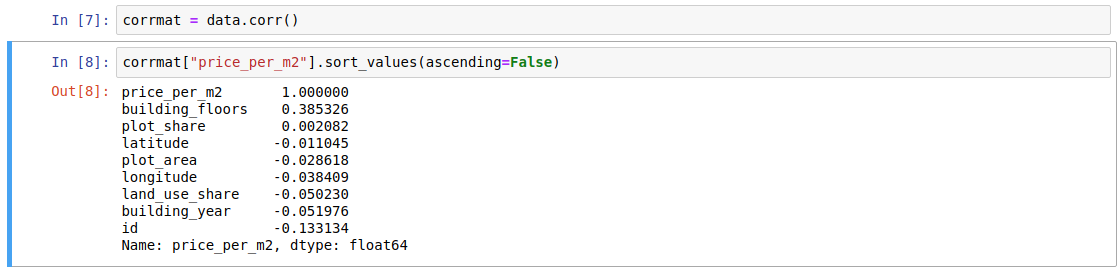 In [7]: corrmat = data.corr()
In [8]: corrmat["price_per_m2"].sort_values(ascending=False)
Out[8]: price_per_m2 1.000000
building_floors 0.385326
plot_share 0.002082
latitude -0.011045
plot_area -0.028618
longitude -0.038409
land_use_share -0.050230
building_year -0.051976
id -0.133134
Name: price_per_m2, dtype: float64